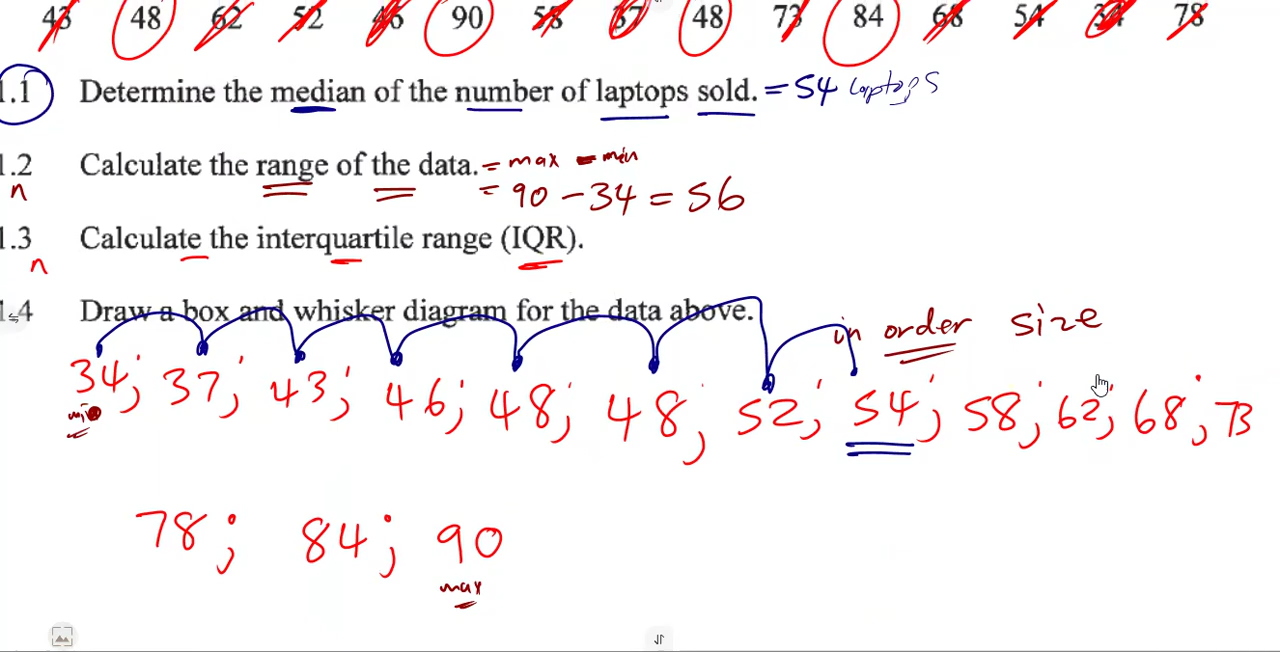 43 48 62 52 46 90 58 37 48 73 84 68 54 34 78
1.1 Determine the median of the number of laptops sold. = 54 laptops
1.2 Calculate the range of the data. = max - min
n = 90 - 34 = 56
1.3 Calculate the interquartile range (IQR).
n
1.4 Draw a box and whisker diagram for the data above.
in order size
34; 37; 43; 46; 48; 48; 52; 54; 58; 62; 68; 73
min
78; 84; 90
max